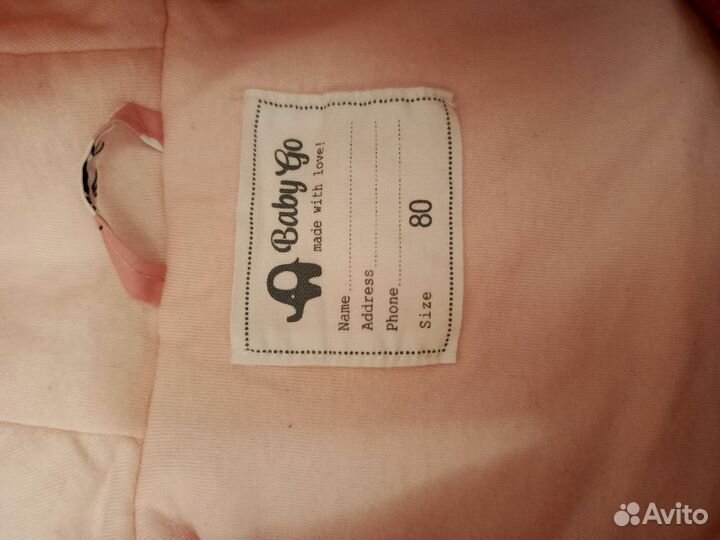 Baby Go
made with love!
Name
Address
Phone
Size 80
Avito